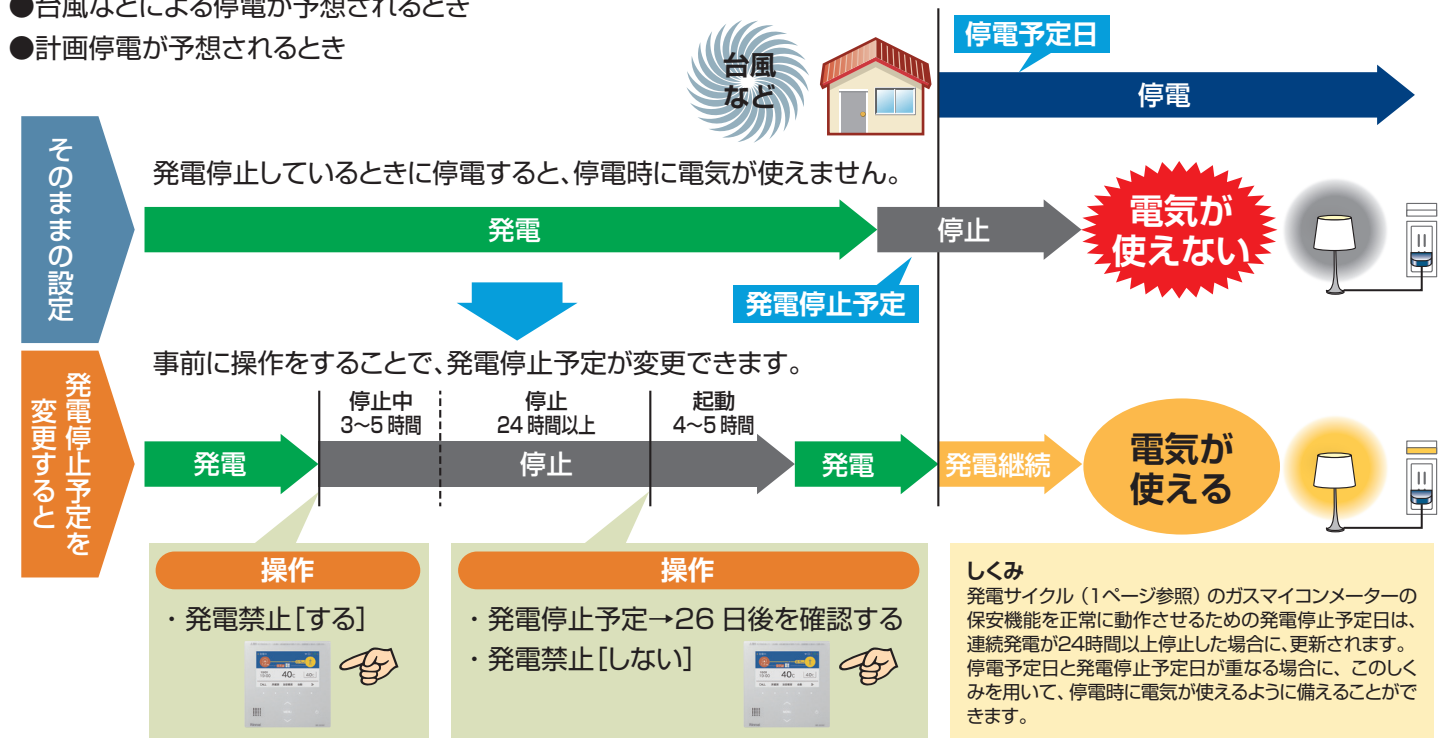 ●台風などによる停電が予想されるとき
●計画停電が予想されるとき
台風
など
停電予定日
停電
そのままの設定
発電停止しているときに停電すると、停電時に電気が使えません。
発電
停止
電気が
使えない
発電停止予定
発電停止予定を
変更すると
事前に操作をすることで、発電停止予定が変更できます。
停止中
3〜5時間
停止
24時間以上
起動
4〜5時間
発電
停止
発電
発電継続
電気が
使える
操作
・発電禁止[する]
40
操作
・発電停止予定→26日後を確認する
・発電禁止[しない]
40
しくみ
発電サイクル（1ページ参照）のガスマイコンメーターの
保安機能を正常に動作させるための発電停止予定日は、
連続発電が24時間以上停止した場合に、更新されます。
停電予定日と発電停止予定日が重なる場合に、このしく
みを用いて、停電時に電気が使えるように備えることがで
きます。